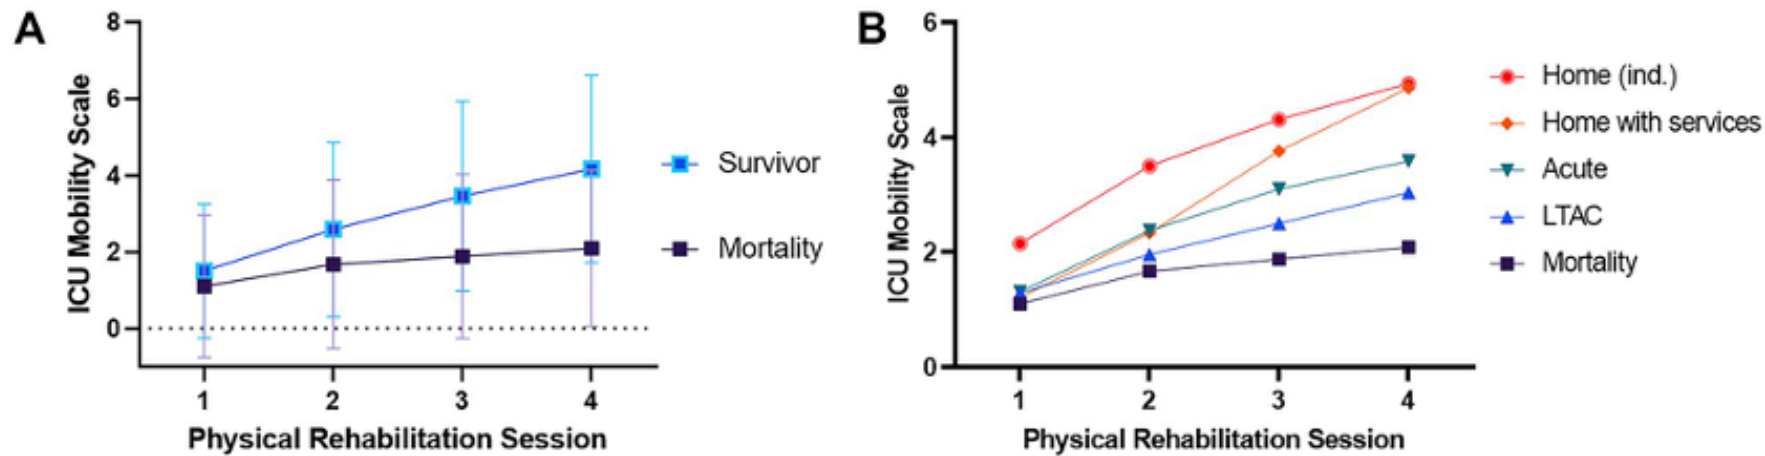 A
ICU Mobility Scale
8
6
4
2
0
1 2 3 4
Physical Rehabilitation Session
Survivor
Mortality
B
ICU Mobility Scale
6
4
2
0
1 2 3 4
Physical Rehabilitation Session
Home (ind.)
Home with services
Acute
LTAC
Mortality